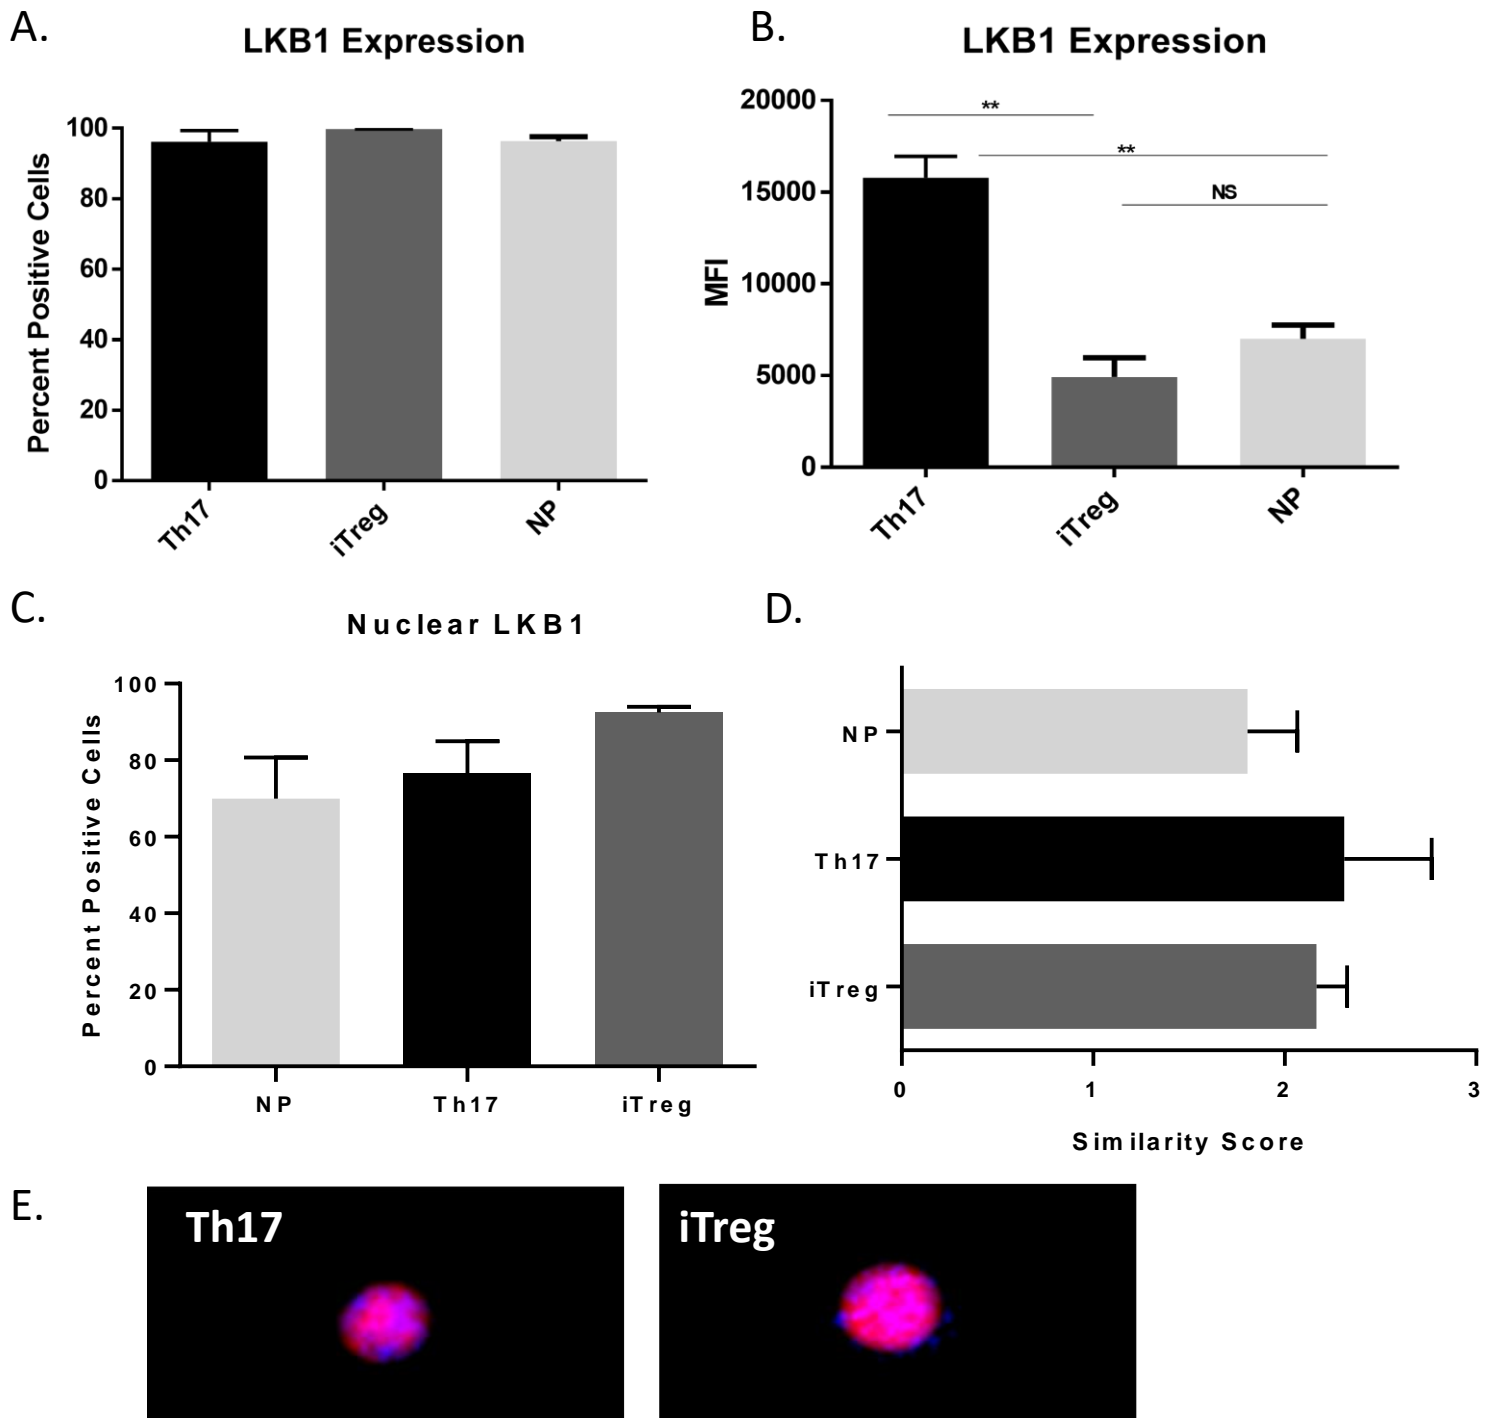 A.
LKB1 Expression
Percent Positive Cells
100
80
60
40
20
0
Th17
iTreg
NP
B.
LKB1 Expression
MFI
20000
15000
10000
5000
0
**
**
NS
Th17
iTreg
NP
C.
Nuclear LKB1
Percent Positive Cells
100
80
60
40
20
0
NP
Th17
iTreg
D.
NP
Th17
iTreg
0 1 2 3
Similarity Score
E.
Th17
iTreg